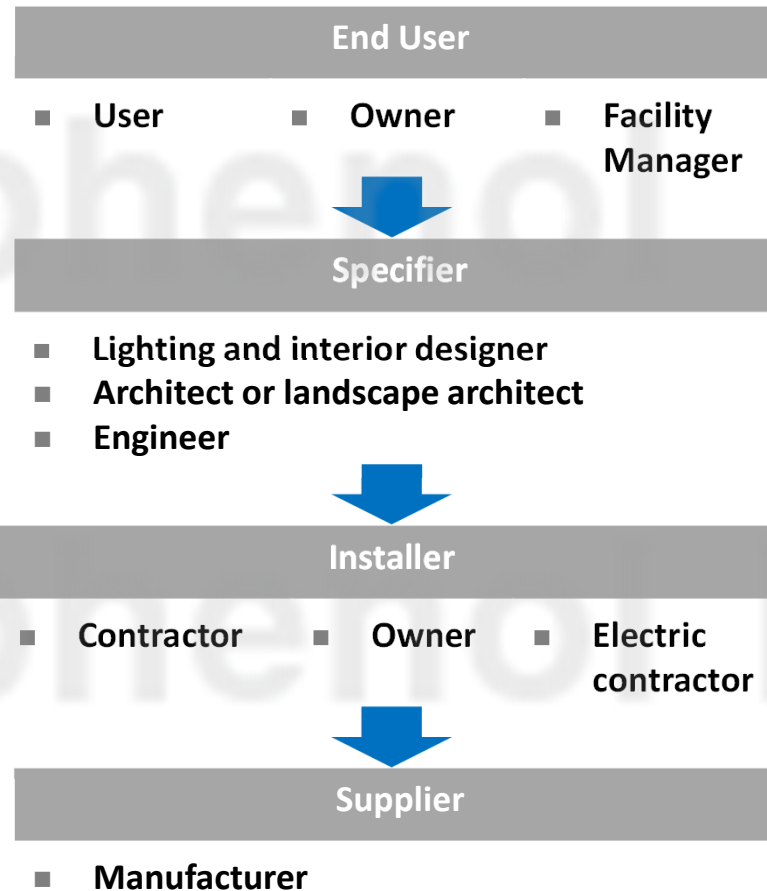 End User
■ User ■ Owner ■ Facility
Manager
Specifier
■ Lighting and interior designer
■ Architect or landscape architect
■ Engineer
Installer
■ Contractor ■ Owner ■ Electric
contractor
Supplier
■ Manufacturer